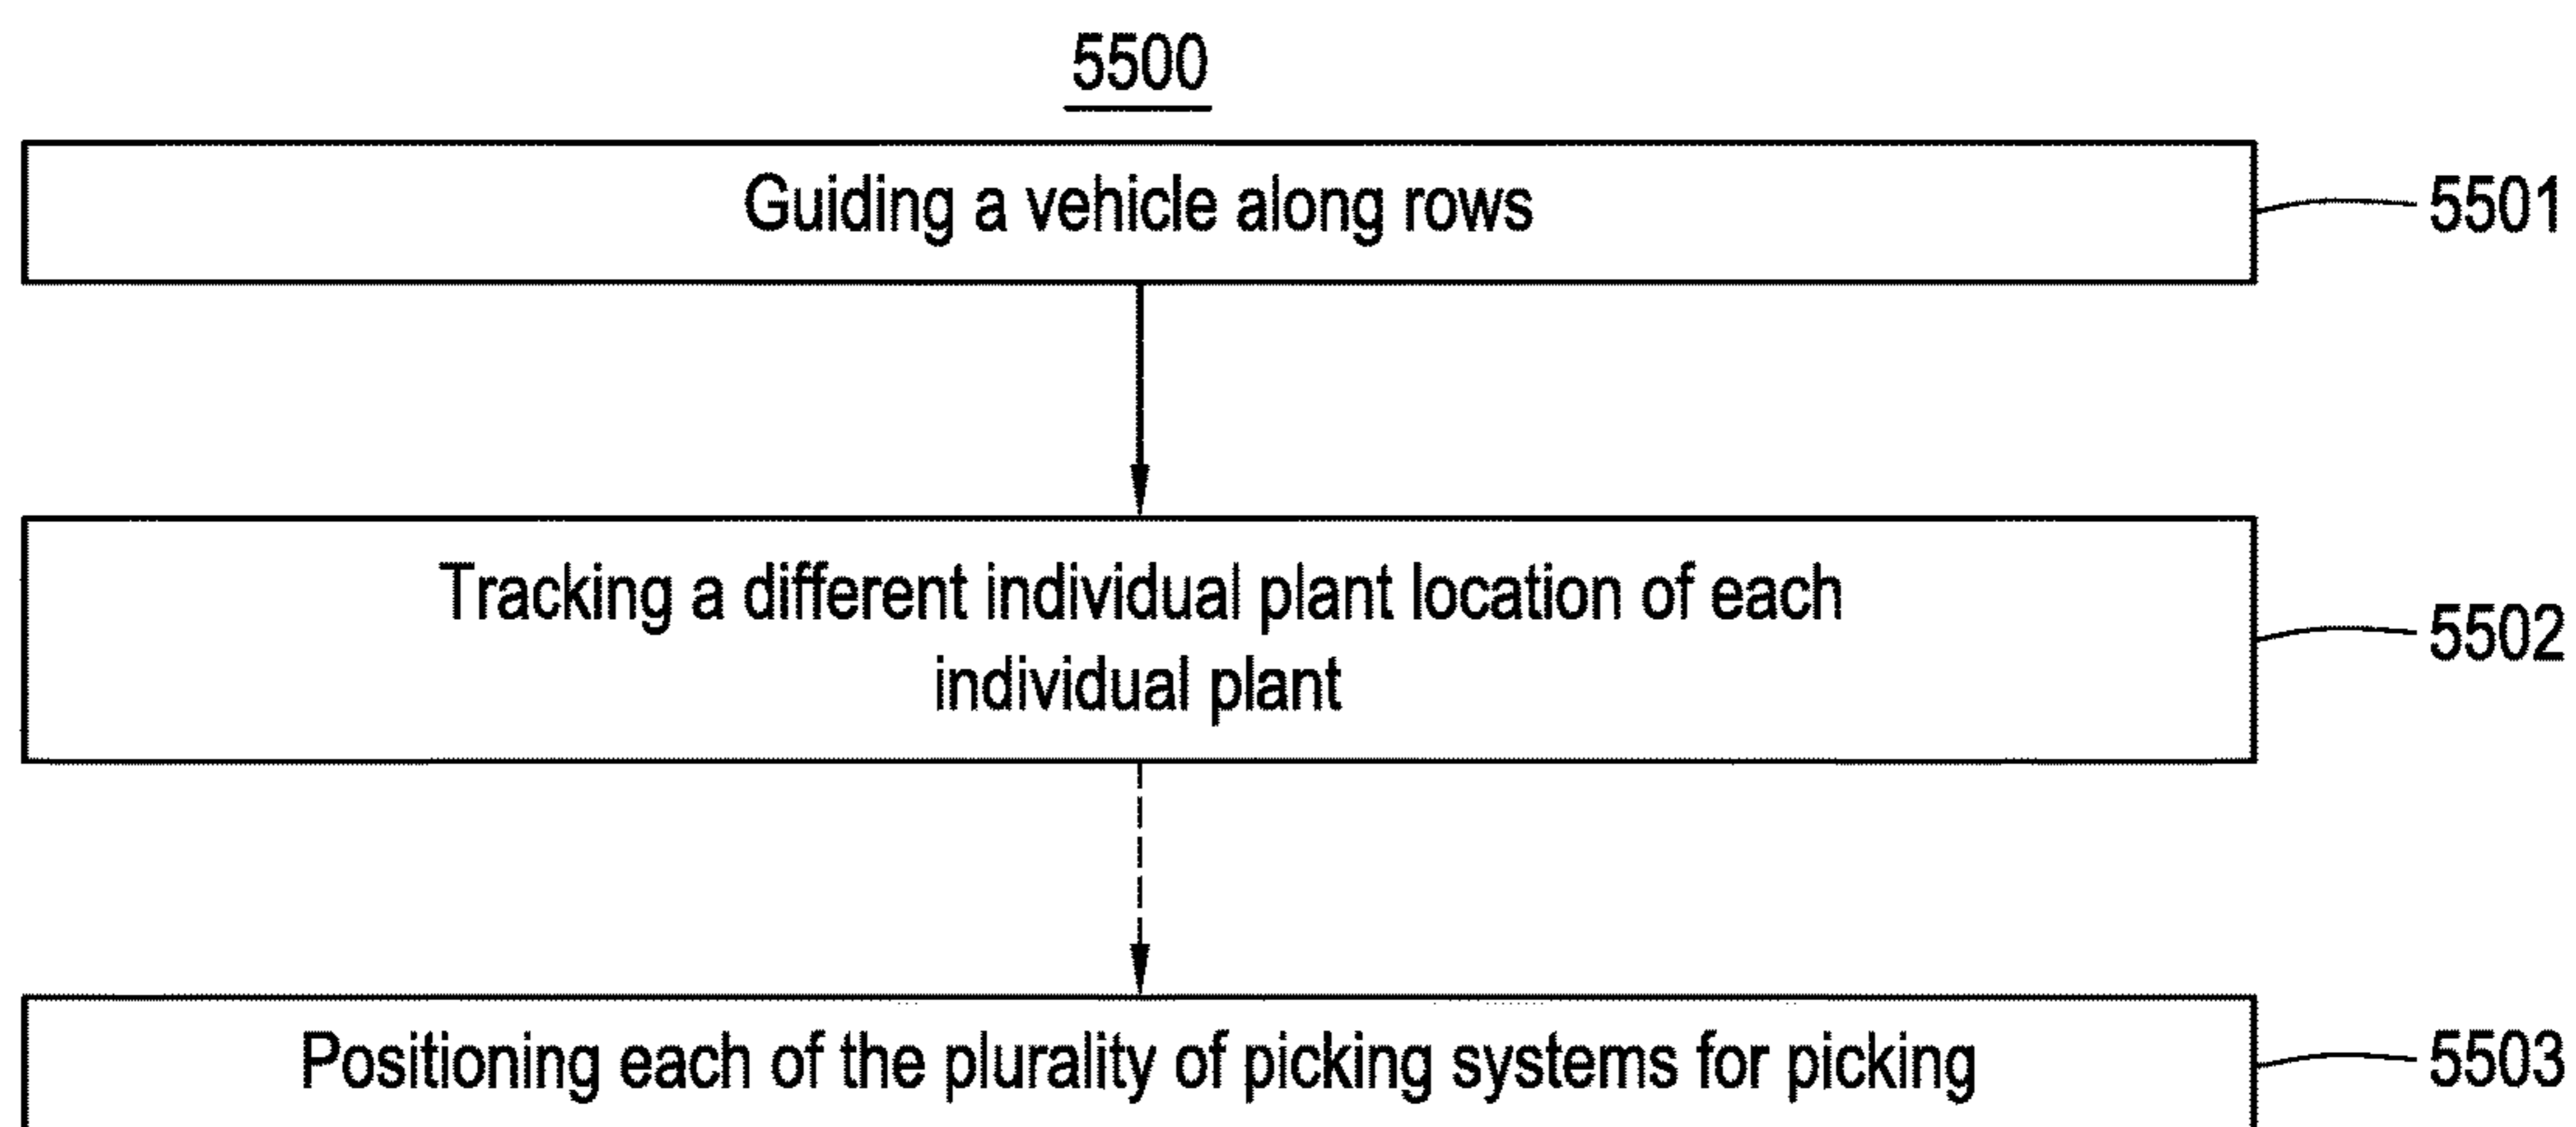 5500
Guiding a vehicle along rows
5501
Tracking a different individual plant location of each
individual plant
5502
Positioning each of the plurality of picking systems for picking
5503